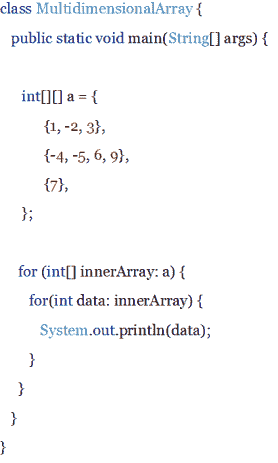 class MultidimensionalArray {
public static void main(String[] args) {
int[][] a = {
{1, -2, 3},
{-4, -5, 6, 9},
{7},
};
for (int[] innerArray: a) {
for(int data: innerArray) {
System.out.println(data);
}
}
}
}